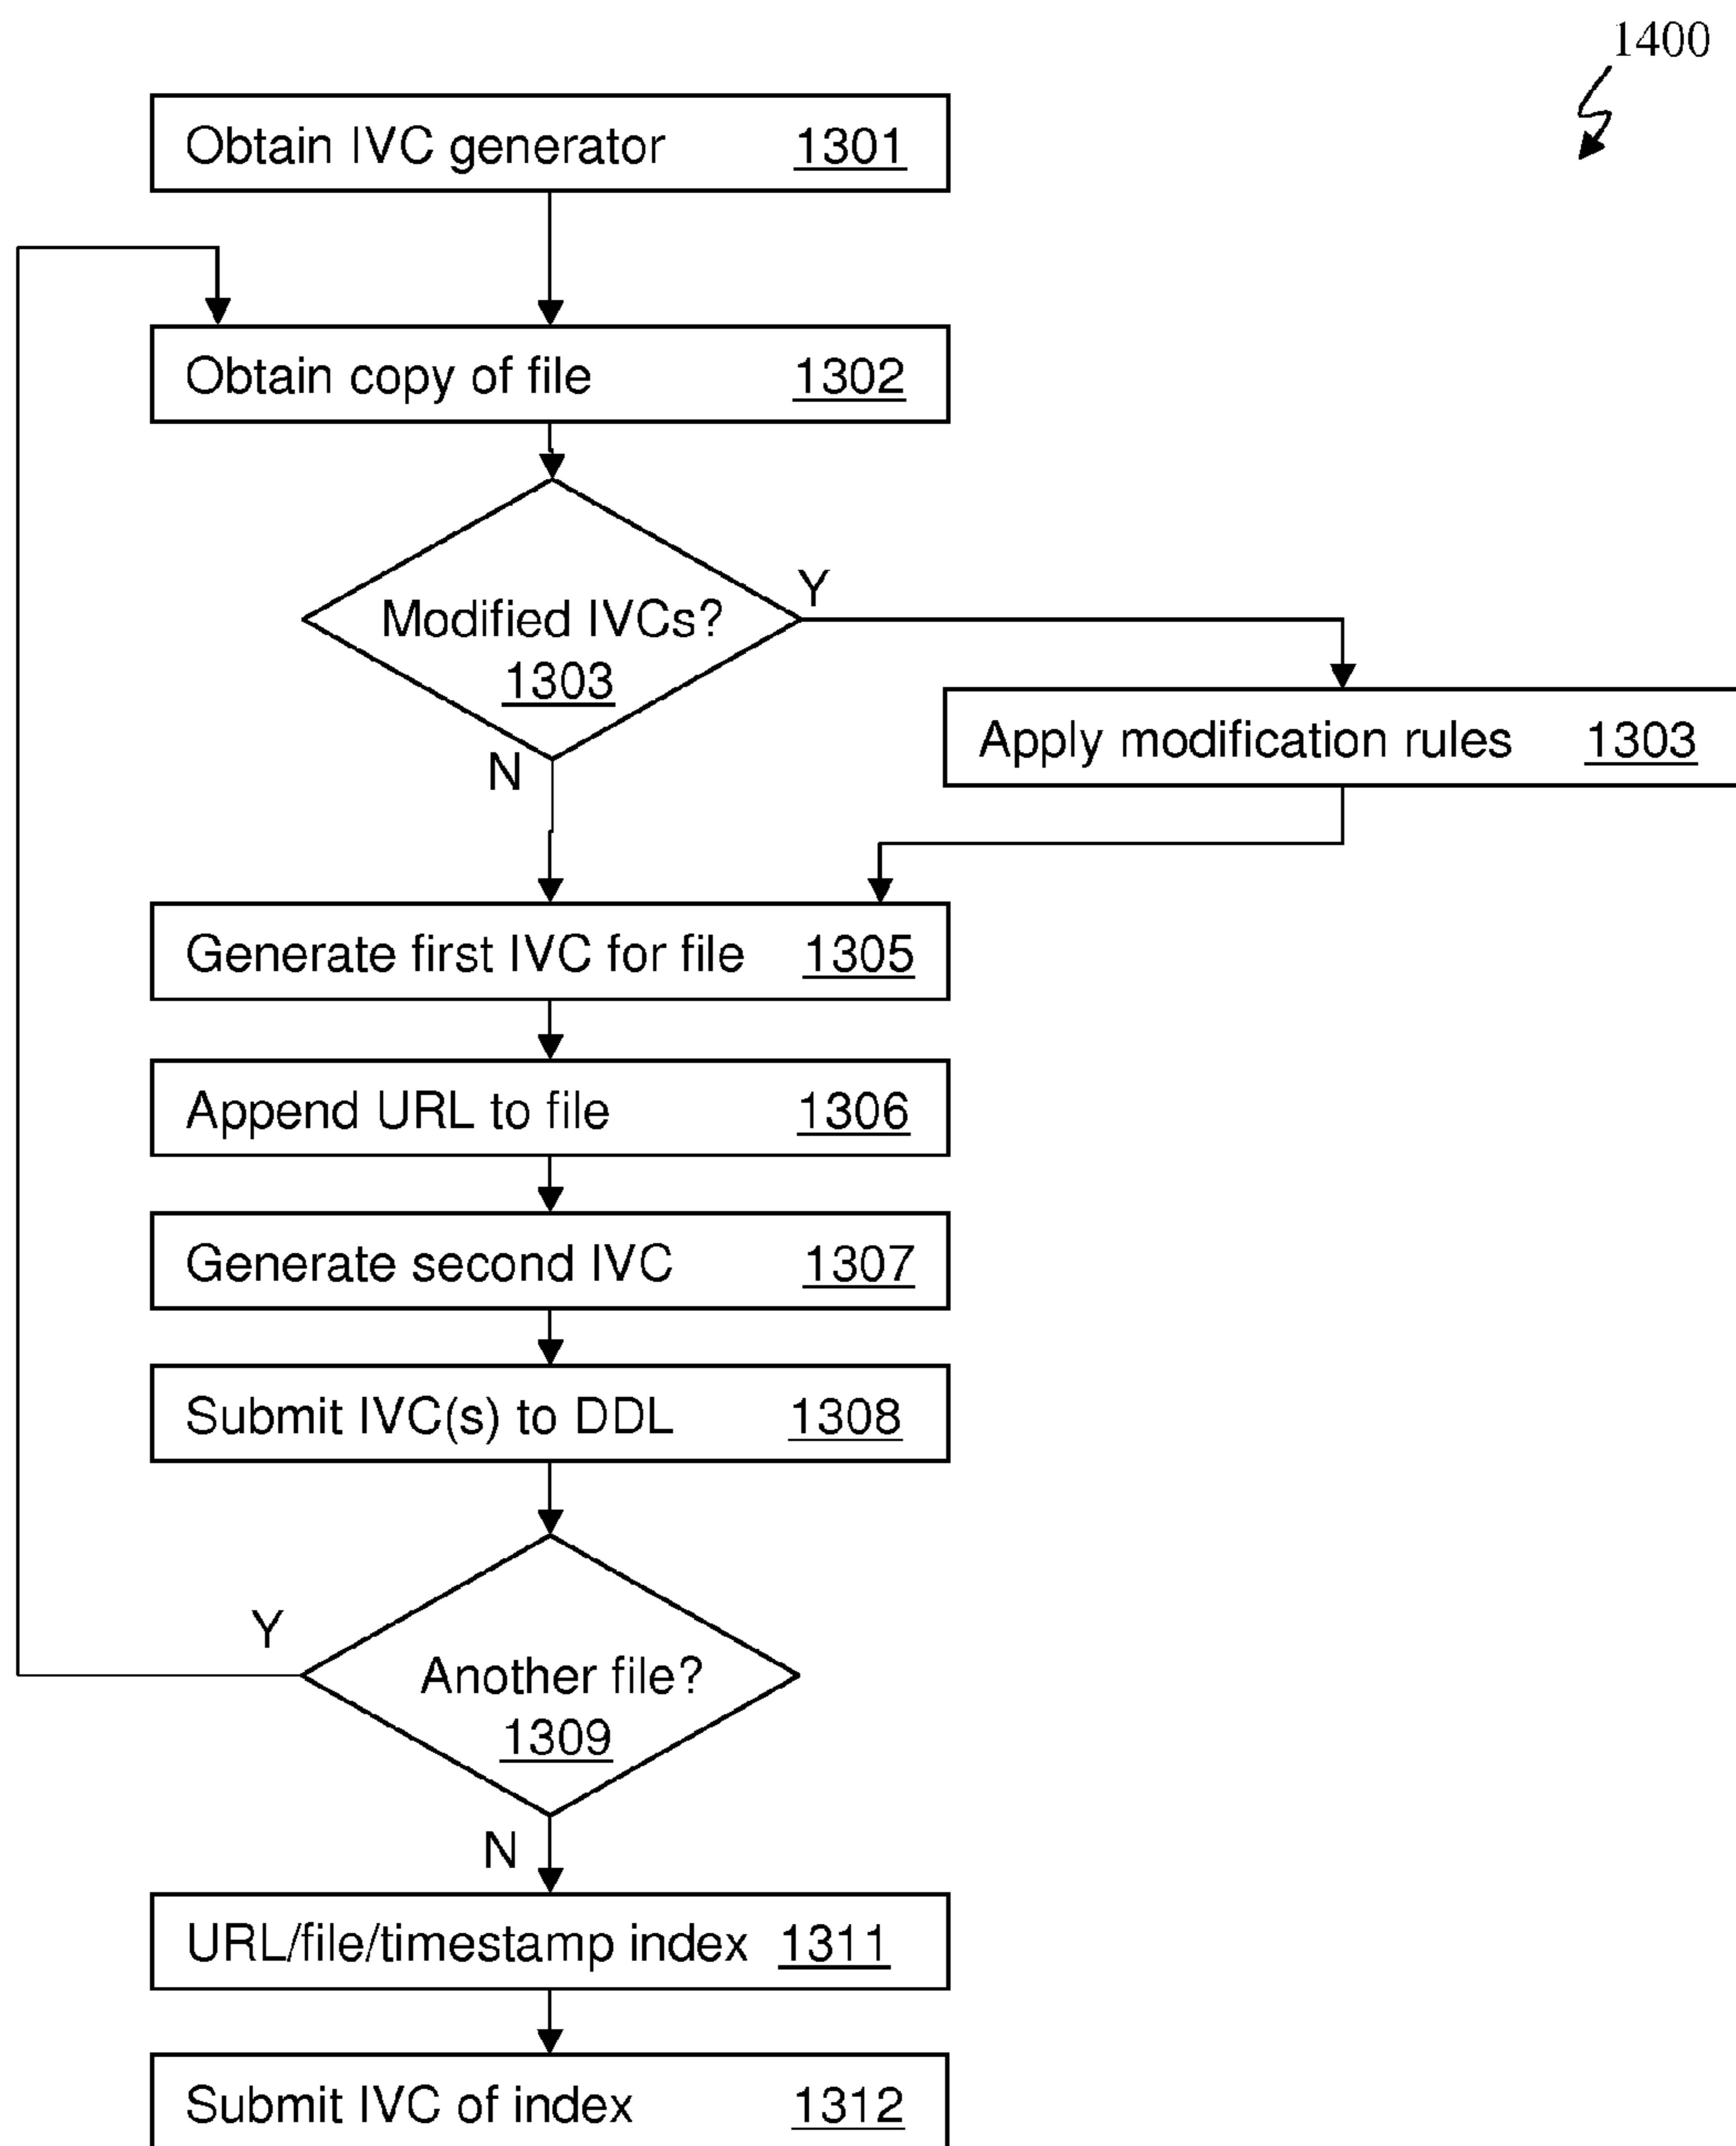 1400
Obtain IVC generator 1301
Obtain copy of file 1302
Y
Modified IVCs?
1303
Apply modification rules 1303
N
Generate first IVC for file 1305
Append URL to file 1306
Generate second IVC 1307
Submit IVC(s) to DDL 1308
Y
Another file?
1309
N
URL/file/timestamp index 1311
Submit IVC of index 1312